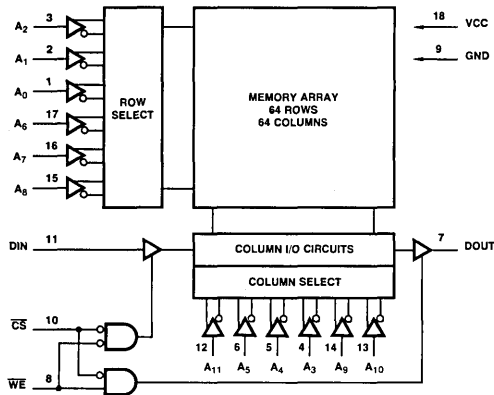 A2 3
A1 2
A0 1
A6 17
A7 16
A8 15
ROW
SELECT
MEMORY ARRAY
64 ROWS
64 COLUMNS
18 VCC
9 GND
DIN 11
COLUMN I/O CIRCUITS
COLUMN SELECT
7 DOUT
CS 10
WE 8
12 6 5 4 14 13
A11 A5 A4 A3 A9 A10